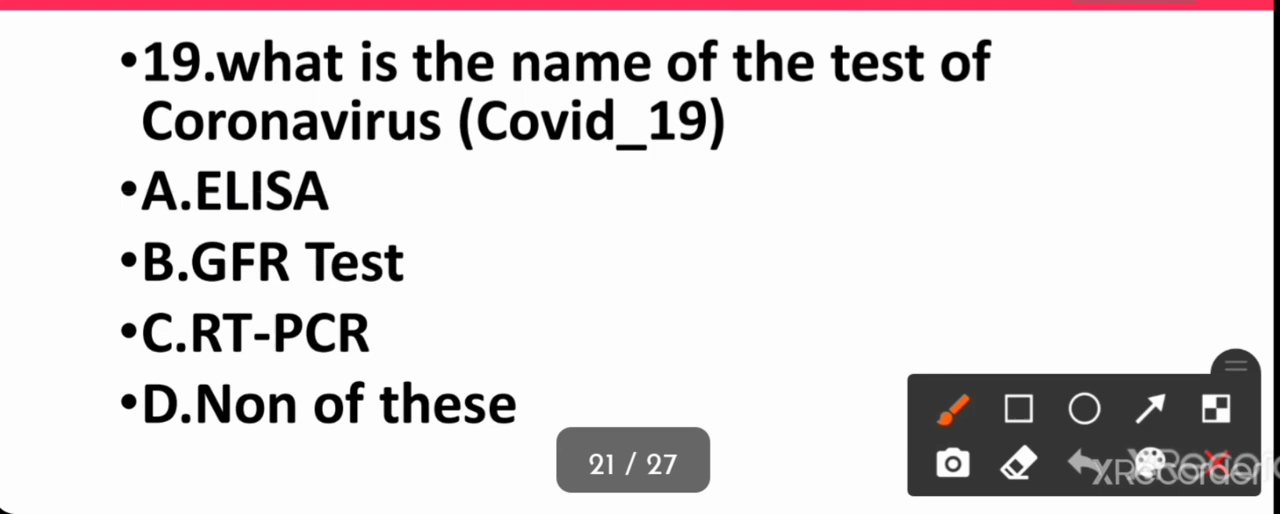 •19.what is the name of the test of
Coronavirus (Covid_19)
•A.ELISA
•B.GFR Test
•C.RT-PCR
•D.Non of these
21 / 27
XRecorder